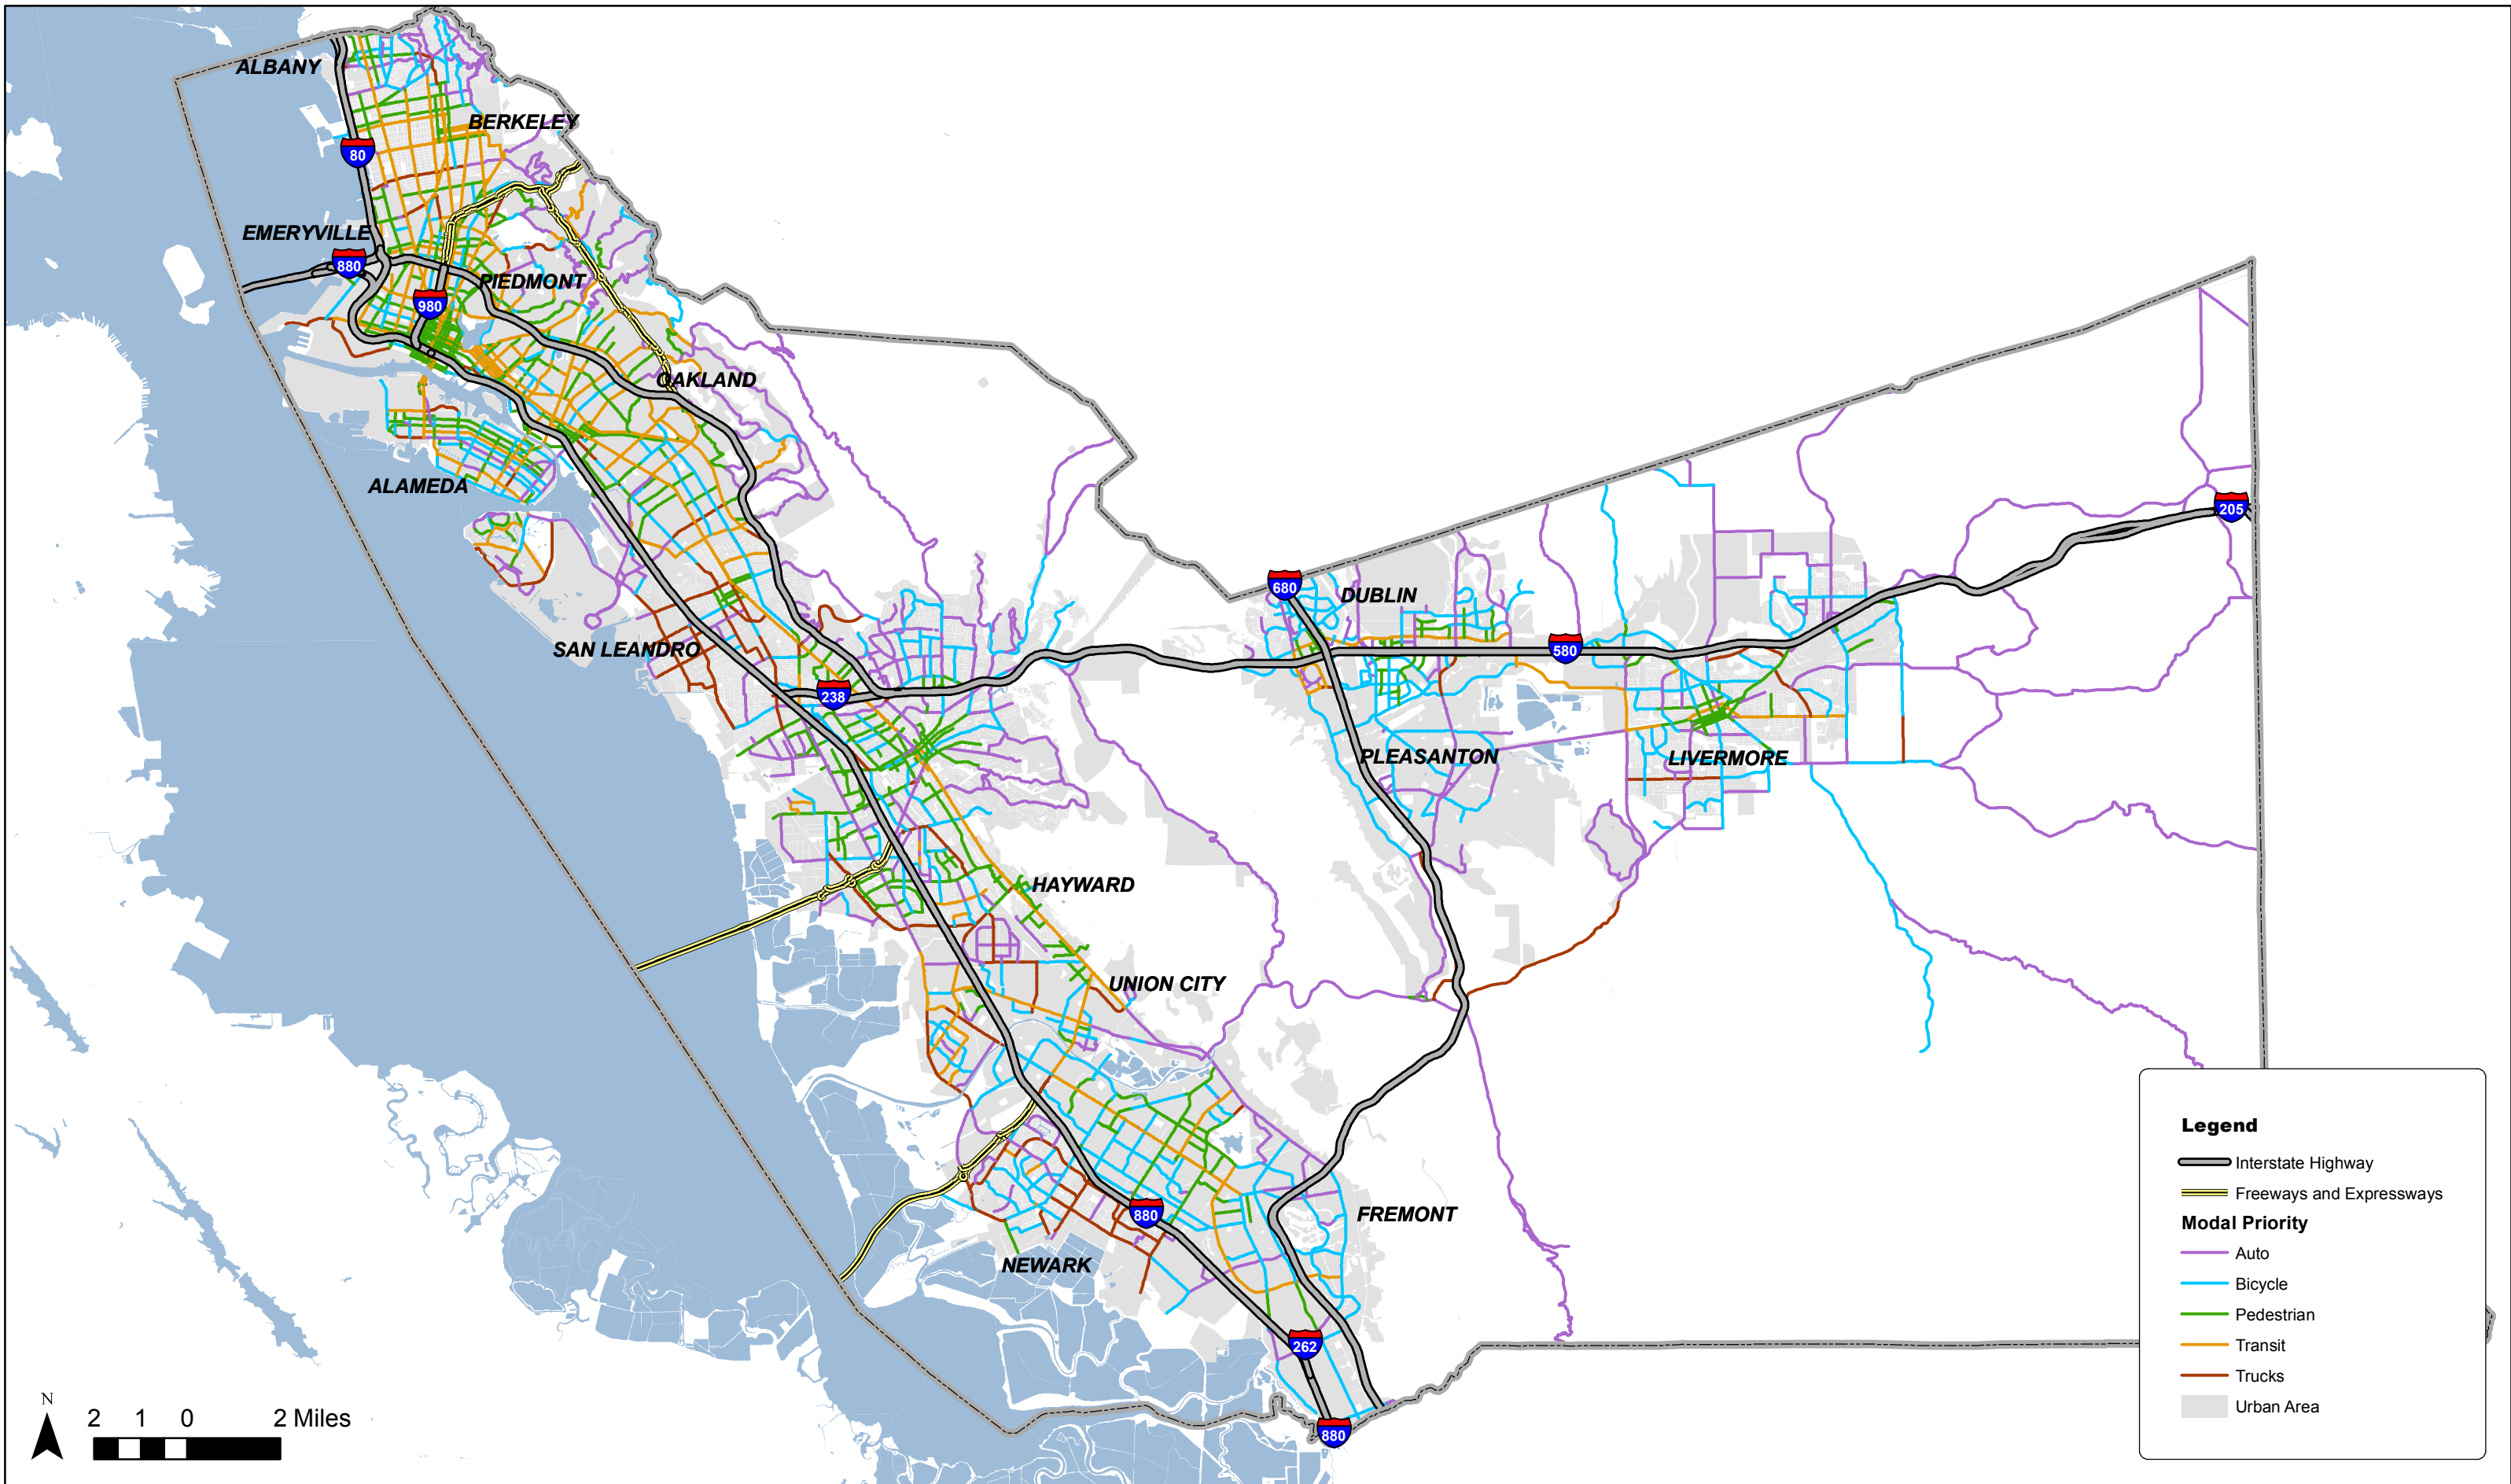 ALBANY
BERKELEY
80
EMERYVILLE
880
PIEDMONT
980
OAKLAND
ALAMEDA
205
680
DUBLIN
SAN LEANDRO
580
238
PLEASANTON
LIVERMORE
HAYWARD
UNION CITY
880
FREMONT
NEWARK
262
880
N
2 1 0 2 Miles
Legend
Interstate Highway
Freeways and Expressways
Modal Priority
Auto
Bicycle
Pedestrian
Transit
Trucks
Urban Area